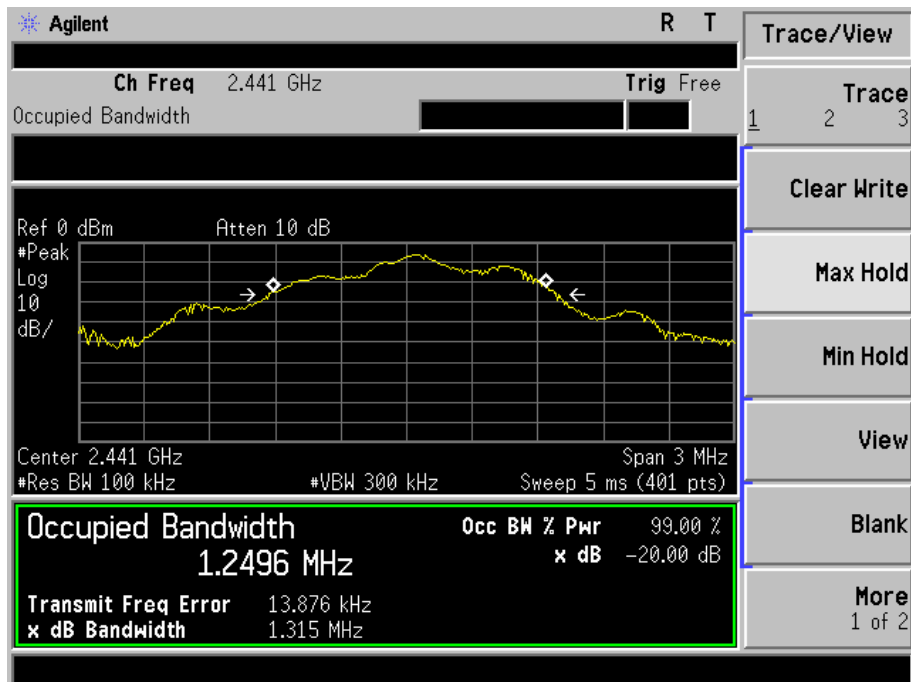 Agilent R T
Ch Freq 2.441 GHz Trig Free
Occupied Bandwidth
Ref 0 dBm Atten 10 dB
#Peak
Log
10
dB/
Center 2.441 GHz Span 3 MHz
#Res BW 100 kHz #VBW 300 kHz Sweep 5 ms (401 pts)
Occupied Bandwidth Occ BW % Pwr 99.00 %
1.2496 MHz x dB -20.00 dB
Transmit Freq Error 13.876 kHz
x dB Bandwidth 1.315 MHz
Trace/View
Trace
1 2 3
Clear Write
Max Hold
Min Hold
View
Blank
More
1 of 2